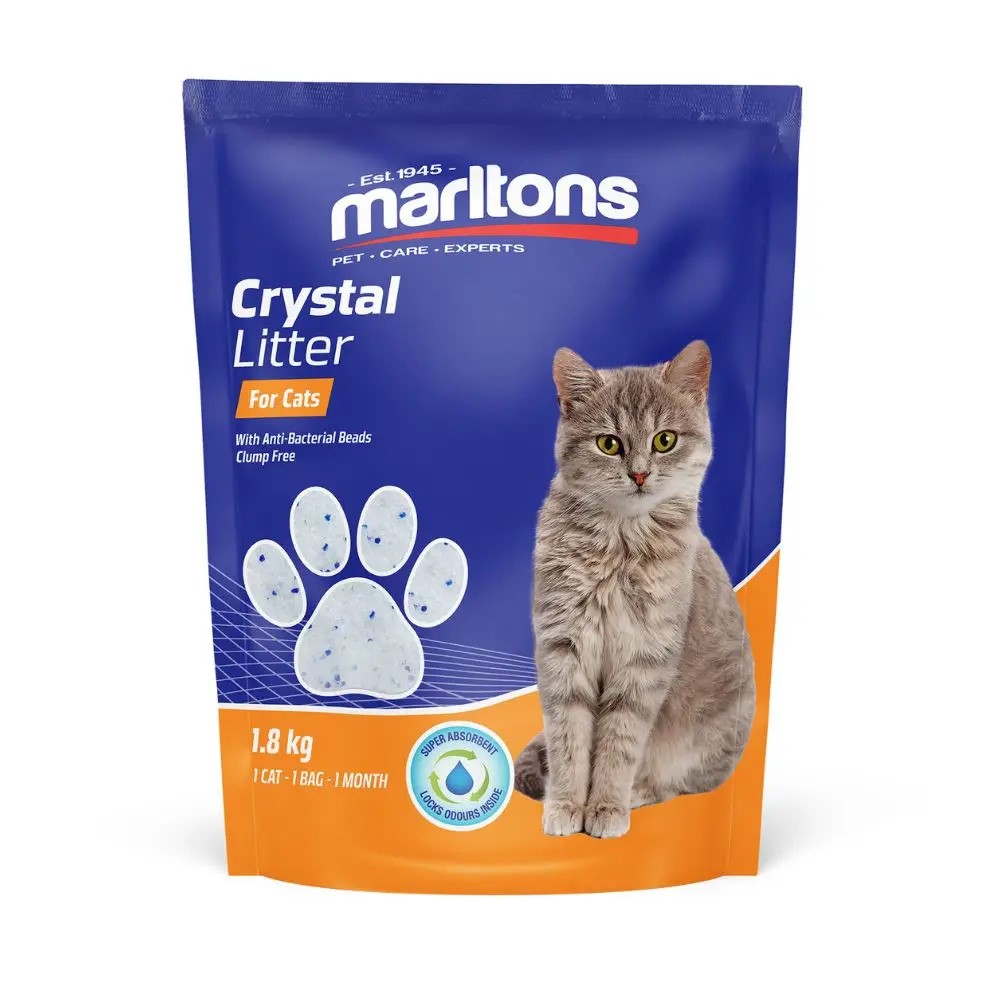 - Est. 1945 -
marltons
PET · CARE · EXPERTS
Crystal
Litter
For Cats
With Anti-Bacterial Beads
Clump Free
1.8 kg
1 CAT - 1 BAG - 1 MONTH
SUPER ABSORBENT
LOCKS ODOURS INSIDE